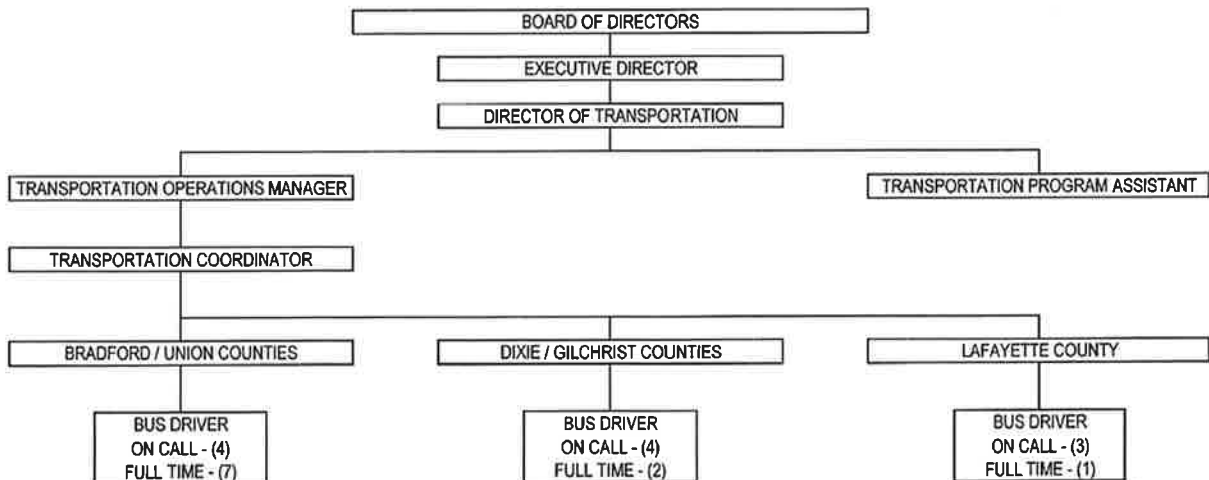 BOARD OF DIRECTORS
EXECUTIVE DIRECTOR
DIRECTOR OF TRANSPORTATION
TRANSPORTATION OPERATIONS MANAGER
TRANSPORTATION PROGRAM ASSISTANT
TRANSPORTATION COORDINATOR
BRADFORD / UNION COUNTIES
DIXIE / GILCHRIST COUNTIES
LAFAYETTE COUNTY
BUS DRIVER
ON CALL - (4)
FULL TIME - (7)
BUS DRIVER
ON CALL - (4)
FULL TIME - (2)
BUS DRIVER
ON CALL - (3)
FULL TIME - (1)